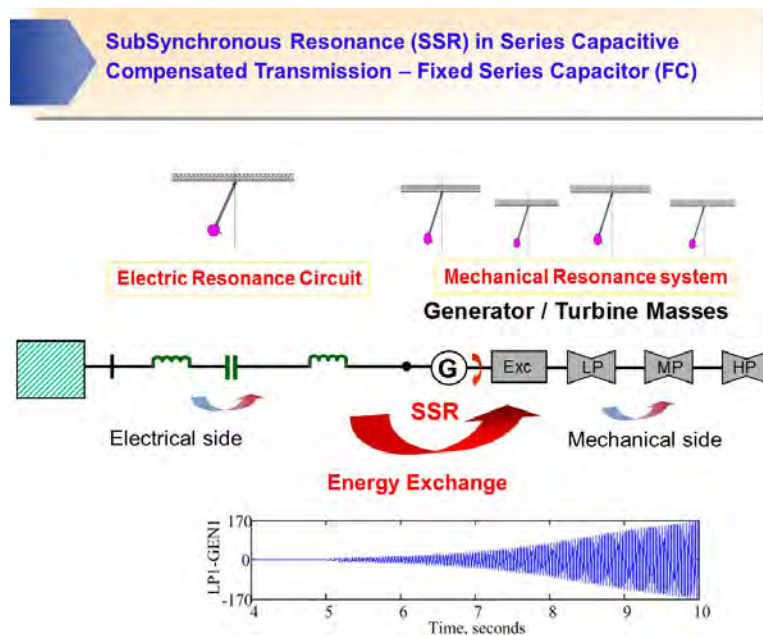 SubSynchronous Resonance (SSR) in Series Capacitive
Compensated Transmission – Fixed Series Capacitor (FC)
Electric Resonance Circuit
Mechanical Resonance system
Generator / Turbine Masses
G
Exc
LP
MP
HP
SSR
Electrical side
Mechanical side
Energy Exchange
LP1-GEN1
170
0
-170
4 5 6 7 8 9 10
Time, seconds